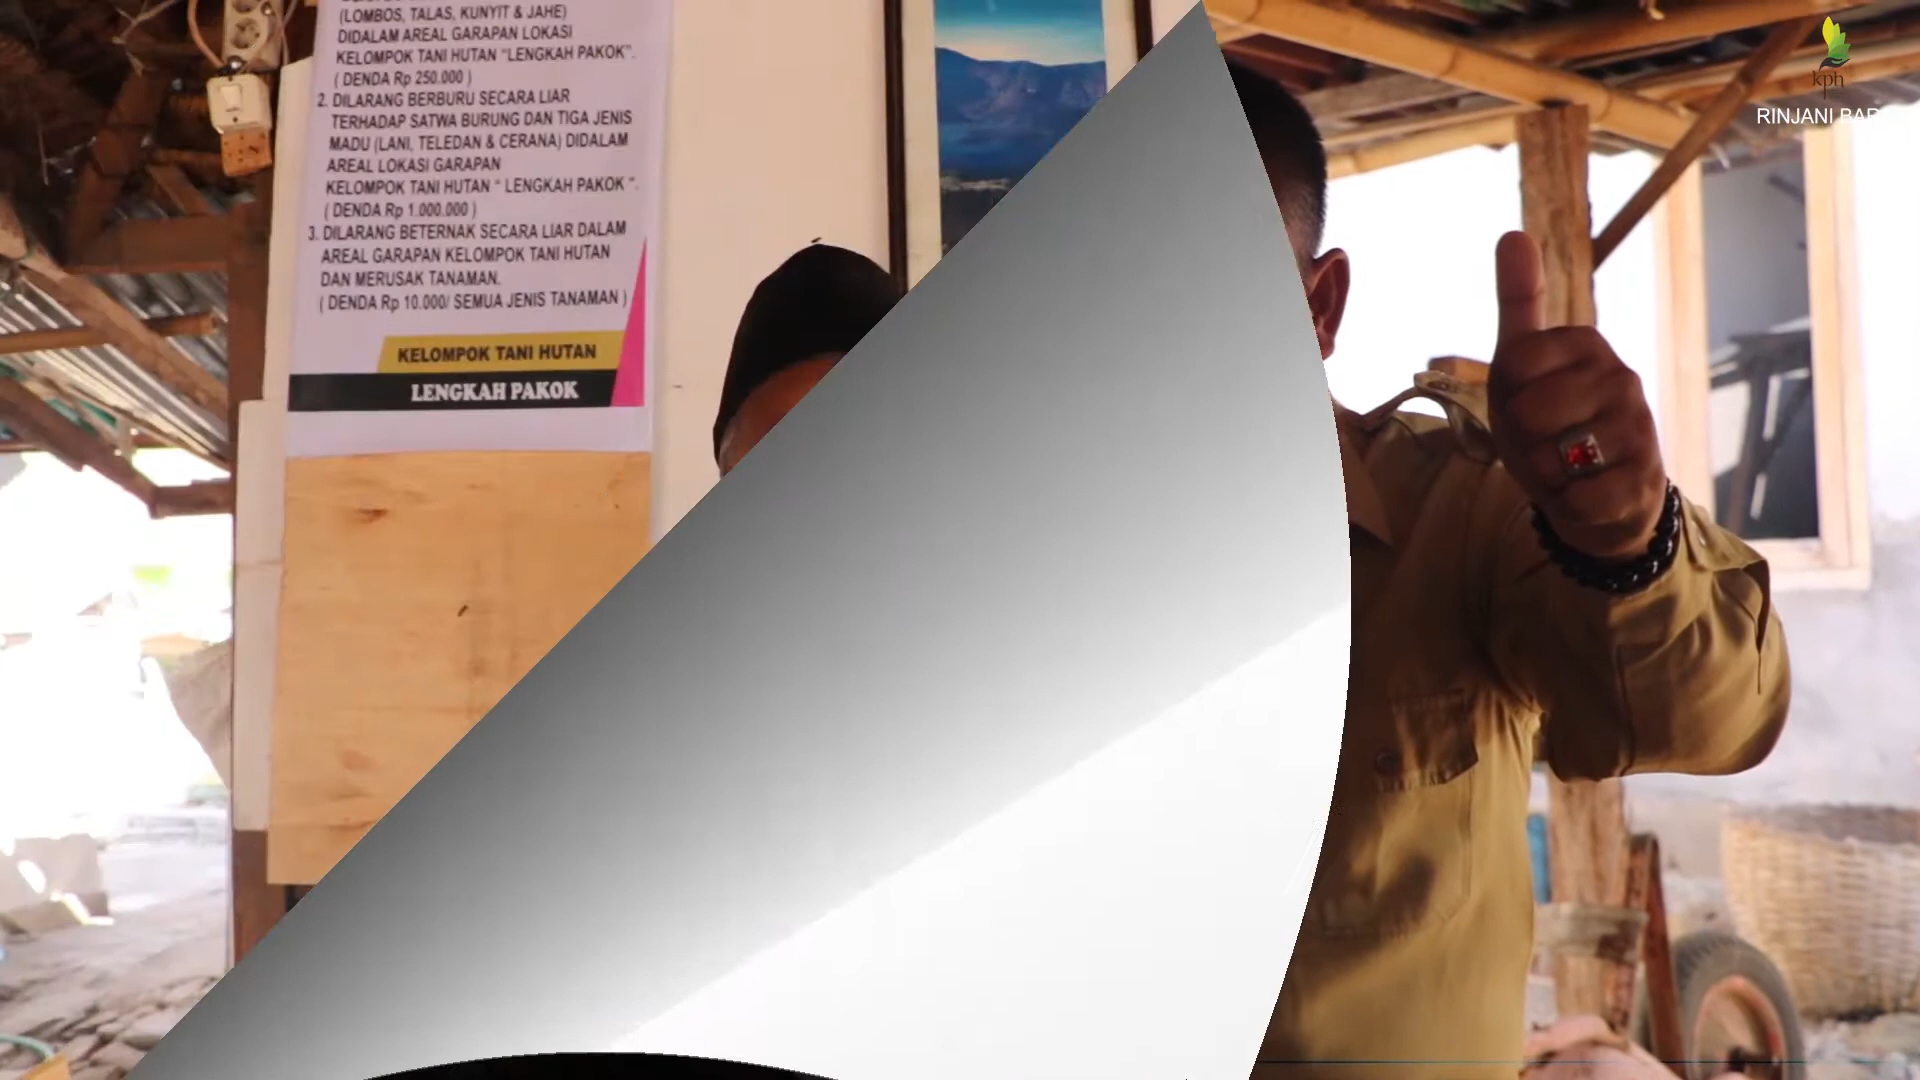 (LOMBOS, TALAS, KUNYIT & JAHE)
DIDALAM AREAL GARAPAN LOKASI
KELOMPOK TANI HUTAN "LENGKAH PAKOK".
( DENDA Rp 250.000 )
2. DILARANG BERBURU SECARA LIAR
TERHADAP SATWA BURUNG DAN TIGA JENIS
MADU (LANI, TELEDAN & CERANA) DIDALAM
AREAL LOKASI GARAPAN
KELOMPOK TANI HUTAN " LENGKAH PAKOK ".
( DENDA Rp 1.000.000 )
3. DILARANG BETERNAK SECARA LIAR DALAM
AREAL GARAPAN KELOMPOK TANI HUTAN
DAN MERUSAK TANAMAN.
( DENDA Rp 10.000/ SEMUA JENIS TANAMAN )
KELOMPOK TANI HUTAN
LENGKAH PAKOK
kph
RINJANI